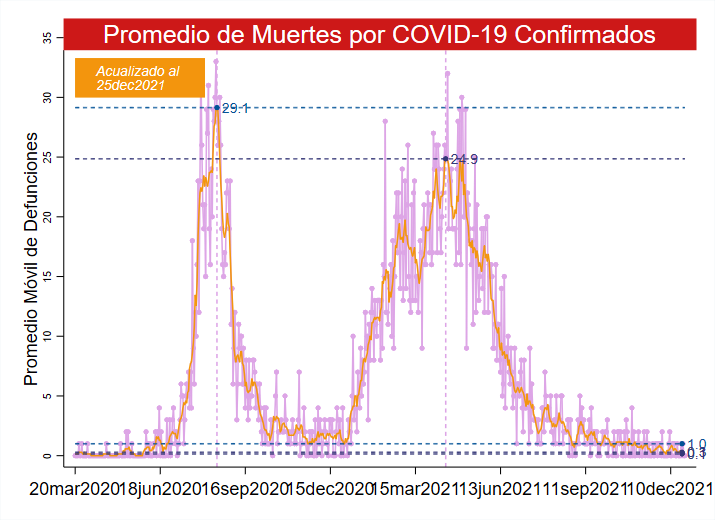 Promedio de Muertes por COVID-19 Confirmados
Acualizado al
25dec2021
Promedio Móvil de Defunciones
35
30
25
20
15
10
5
0
29.1
24.9
1.0
0.1
20mar2020
18jun2020
16sep2020
15dec2020
15mar2021
13jun2021
11sep2021
10dec2021